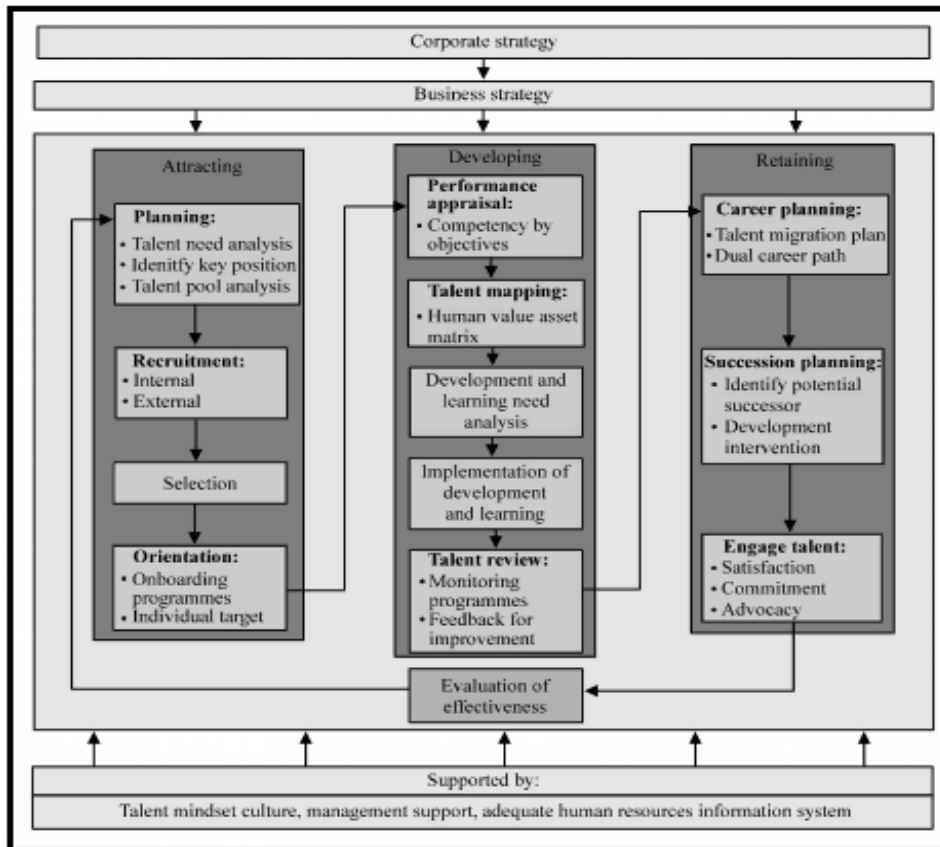 Corporate strategy
Business strategy
Attracting
Planning:
• Talent need analysis
• Idenitfy key position
• Talent pool analysis
Recruitment:
• Internal
• External
Selection
Orientation:
• Onboarding
programmes
• Individual target
Developing
Performance
appraisal:
• Competency by
objectives
Talent mapping:
• Human value asset
matrix
Development and
learning need
analysis
Implementation of
development
and learning
Talent review:
• Monitoring
programmes
• Feedback for
improvement
Retaining
Career planning:
• Talent migration plan
• Dual career path
Succession planning:
• Identify potential
successor
• Development
intervention
Engage talent:
• Satisfaction
• Commitment
• Advocacy
Evaluation of
effectiveness
Supported by:
Talent mindset culture, management support, adequate human resources information system